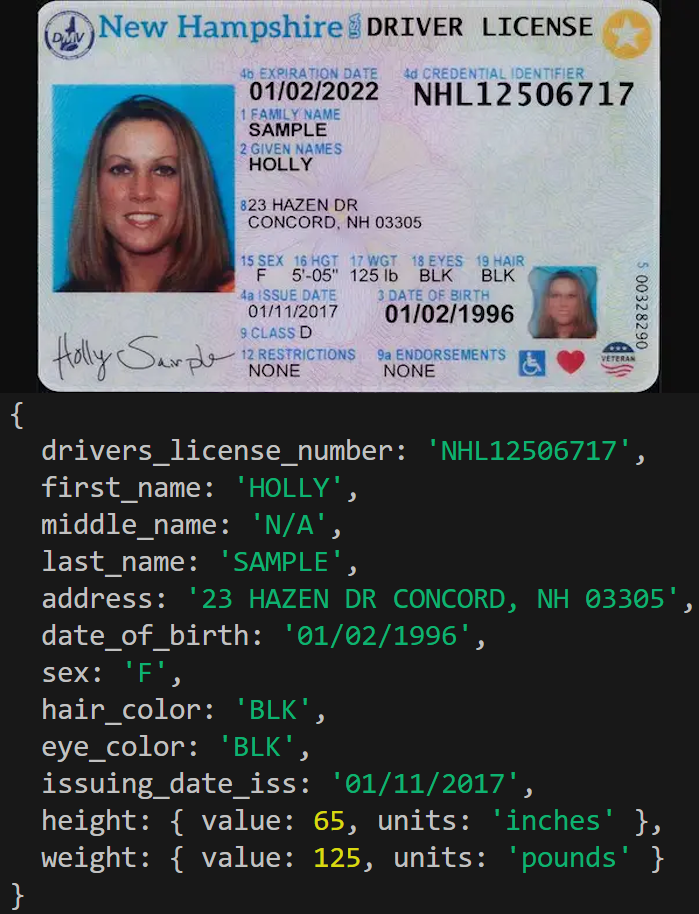 DMV New Hampshire DRIVER LICENSE
4b EXPIRATION DATE 4d CREDENTIAL IDENTIFIER
01/02/2022 NHL12506717
1 FAMILY NAME
SAMPLE
2 GIVEN NAMES
HOLLY
823 HAZEN DR
CONCORD, NH 03305
15 SEX 16 HGT 17 WGT 18 EYES 19 HAIR
F 5'-05" 125 lb BLK BLK
4a ISSUE DATE 3 DATE OF BIRTH
01/11/2017 01/02/1996
9 CLASS D
12 RESTRICTIONS 9a ENDORSEMENTS
NONE NONE
Holly Sample
VETERAN
5 00328290
{
drivers_license_number: 'NHL12506717',
first_name: 'HOLLY',
middle_name: 'N/A',
last_name: 'SAMPLE',
address: '23 HAZEN DR CONCORD, NH 03305',
date_of_birth: '01/02/1996',
sex: 'F',
hair_color: 'BLK',
eye_color: 'BLK',
issuing_date_iss: '01/11/2017',
height: { value: 65, units: 'inches' },
weight: { value: 125, units: 'pounds' }
}